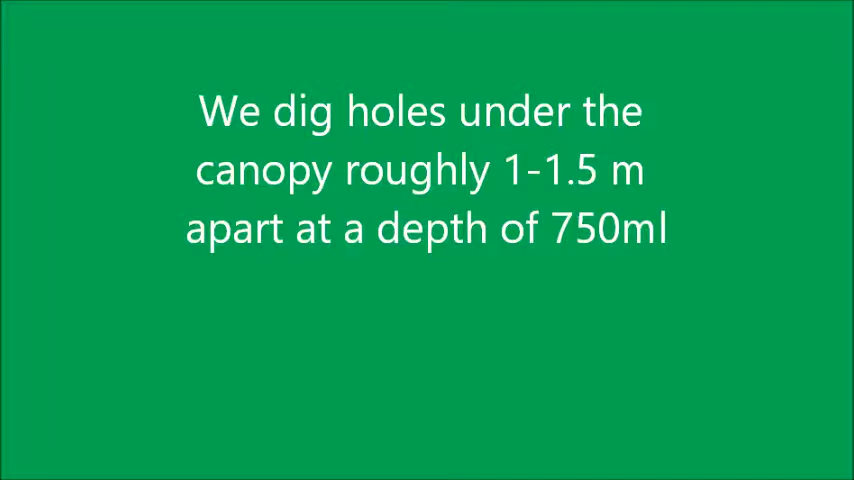 We dig holes under the
canopy roughly 1-1.5 m
apart at a depth of 750ml